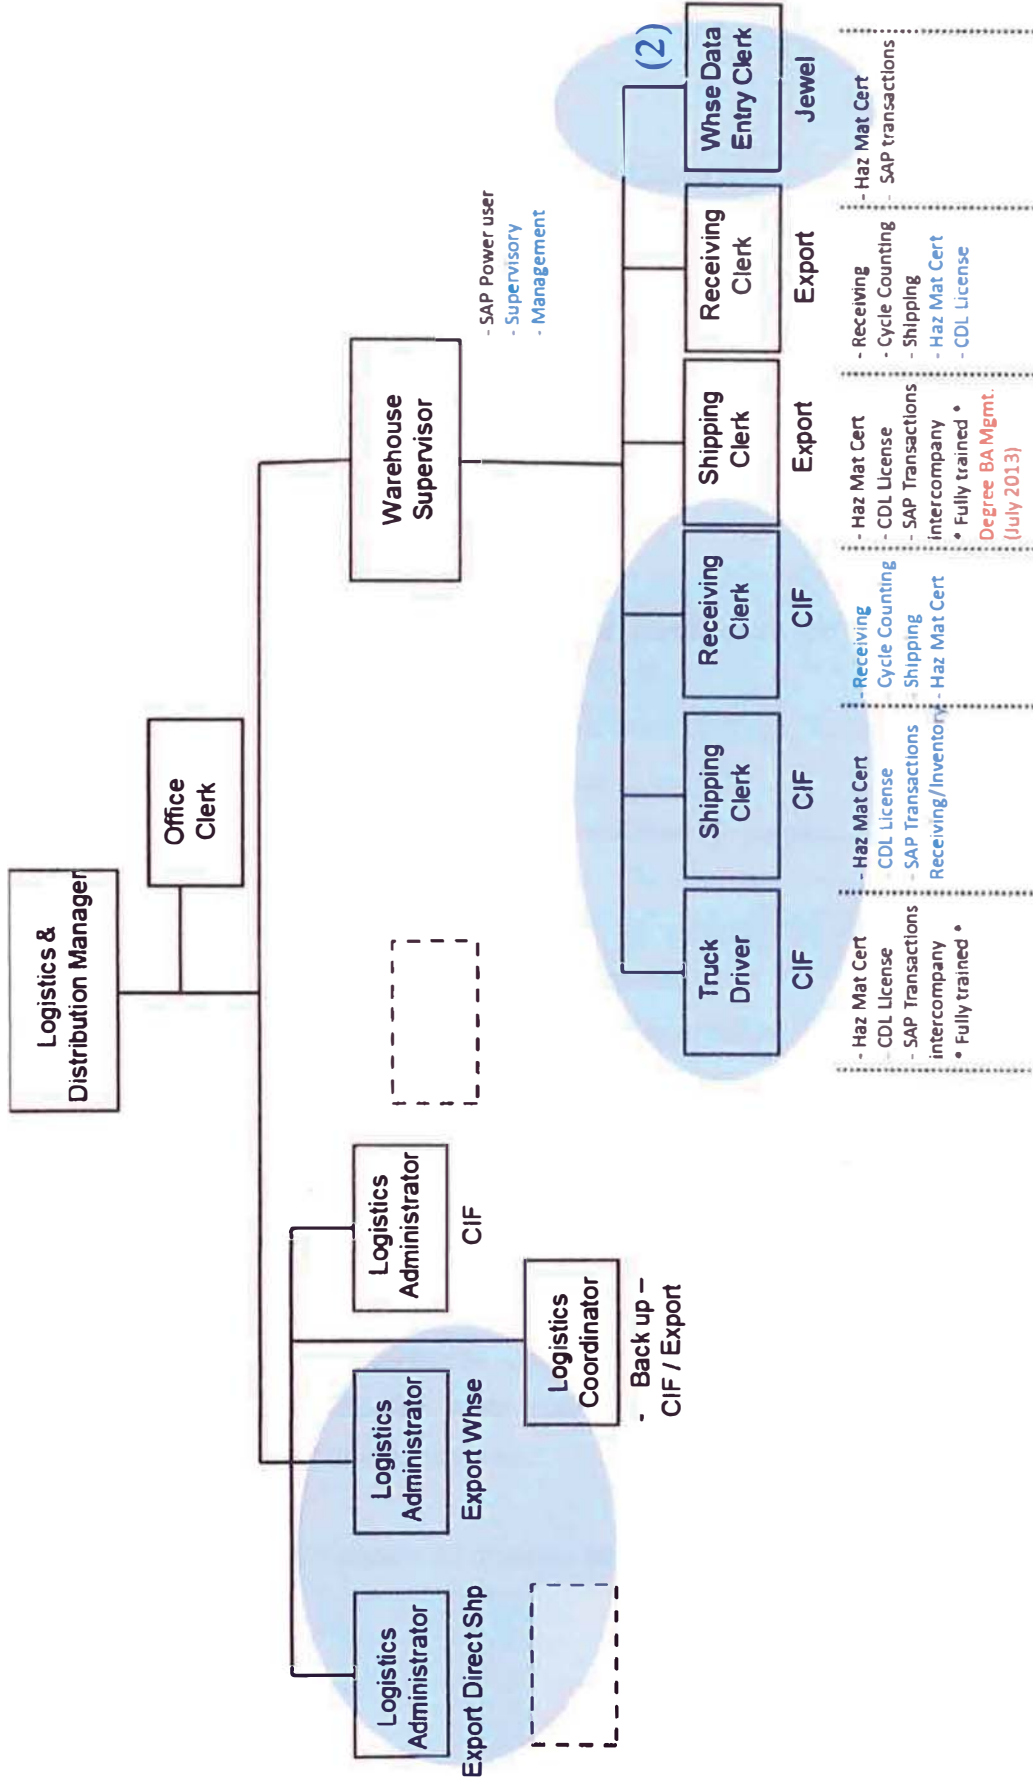 Logistics &
Distribution Manager
Office
Clerk
Logistics
Administrator
Export Direct Shp
Logistics
Administrator
Export Whse
Logistics
Administrator
CIF
Logistics
Coordinator
- Back up –
CIF / Export
Warehouse
Supervisor
- SAP Power user
- Supervisory
- Management
Truck
Driver
CIF
- Haz Mat Cert
- CDL License
- SAP Transactions
intercompany
* Fully trained *
Shipping
Clerk
CIF
- Haz Mat Cert
- CDL License
- SAP Transactions
Receiving/Inventory
Receiving
Clerk
CIF
- Receiving
- Cycle Counting
- Shipping
- Haz Mat Cert
Shipping
Clerk
Export
- Haz Mat Cert
- CDL License
- SAP Transactions
intercompany
* Fully trained *
Degree BA Mgmt.
(July 2013)
Receiving
Clerk
Export
- Receiving
- Cycle Counting
- Shipping
- Haz Mat Cert
- CDL License
(2)
Whse Data
Entry Clerk
Jewel
- Haz Mat Cert
- SAP transactions